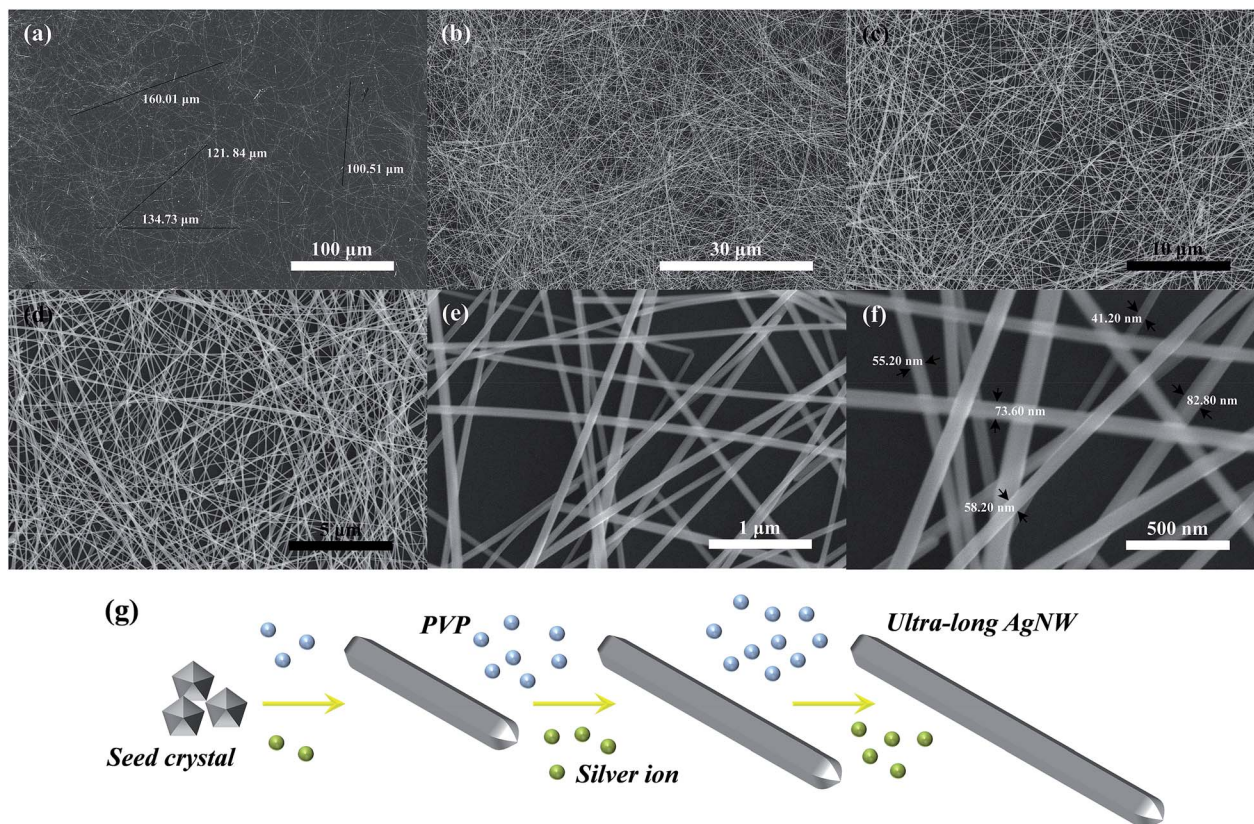 (a)
160.01 µm
121. 84 µm
100.51 µm
134.73 µm
100 µm
(b)
30 µm
(c)
10 µm
(d)
5 µm
(e)
1 µm
(f)
41.20 nm
55.20 nm
73.60 nm
82.80 nm
58.20 nm
500 nm
(g)
PVP
Ultra-long AgNW
Seed crystal
Silver ion